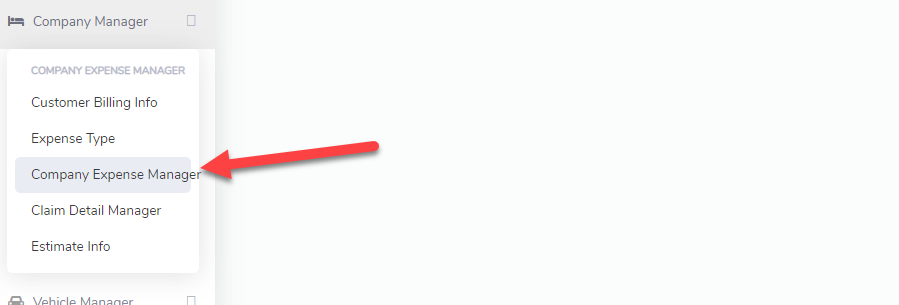 Company Manager
COMPANY EXPENSE MANAGER
Customer Billing Info
Expense Type
Company Expense Manager
Claim Detail Manager
Estimate Info
Vehicle Manager